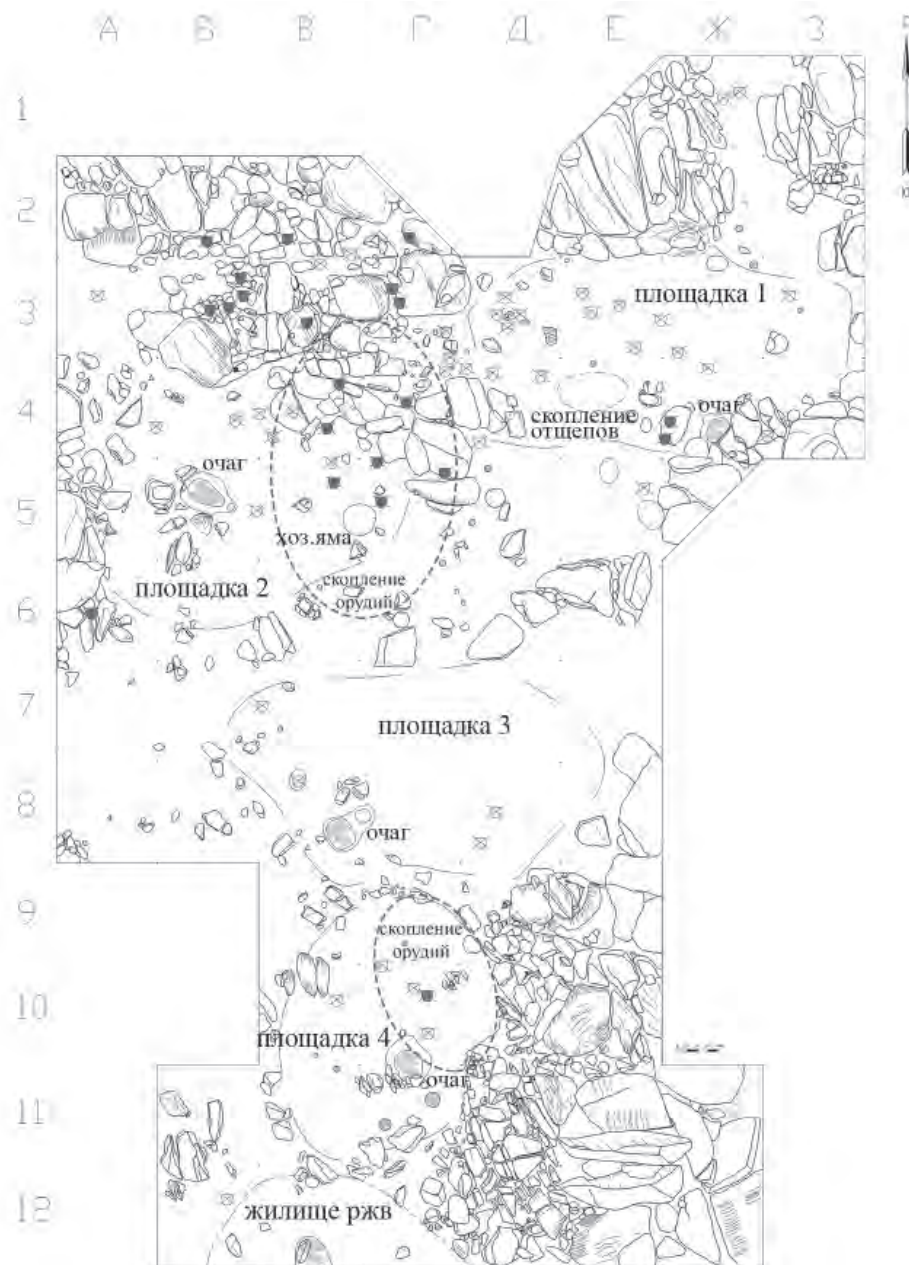 А Б В Г Д Е Ж З
1
2
площадка 1
3
4
скопление
отщепов
очаг
очаг
5
хоз.яма
площадка 2
скопление
орудий
6
7
площадка 3
8
очаг
9
скопление
орудий
10
площадка 4
очаг
11
12
жилище ржв